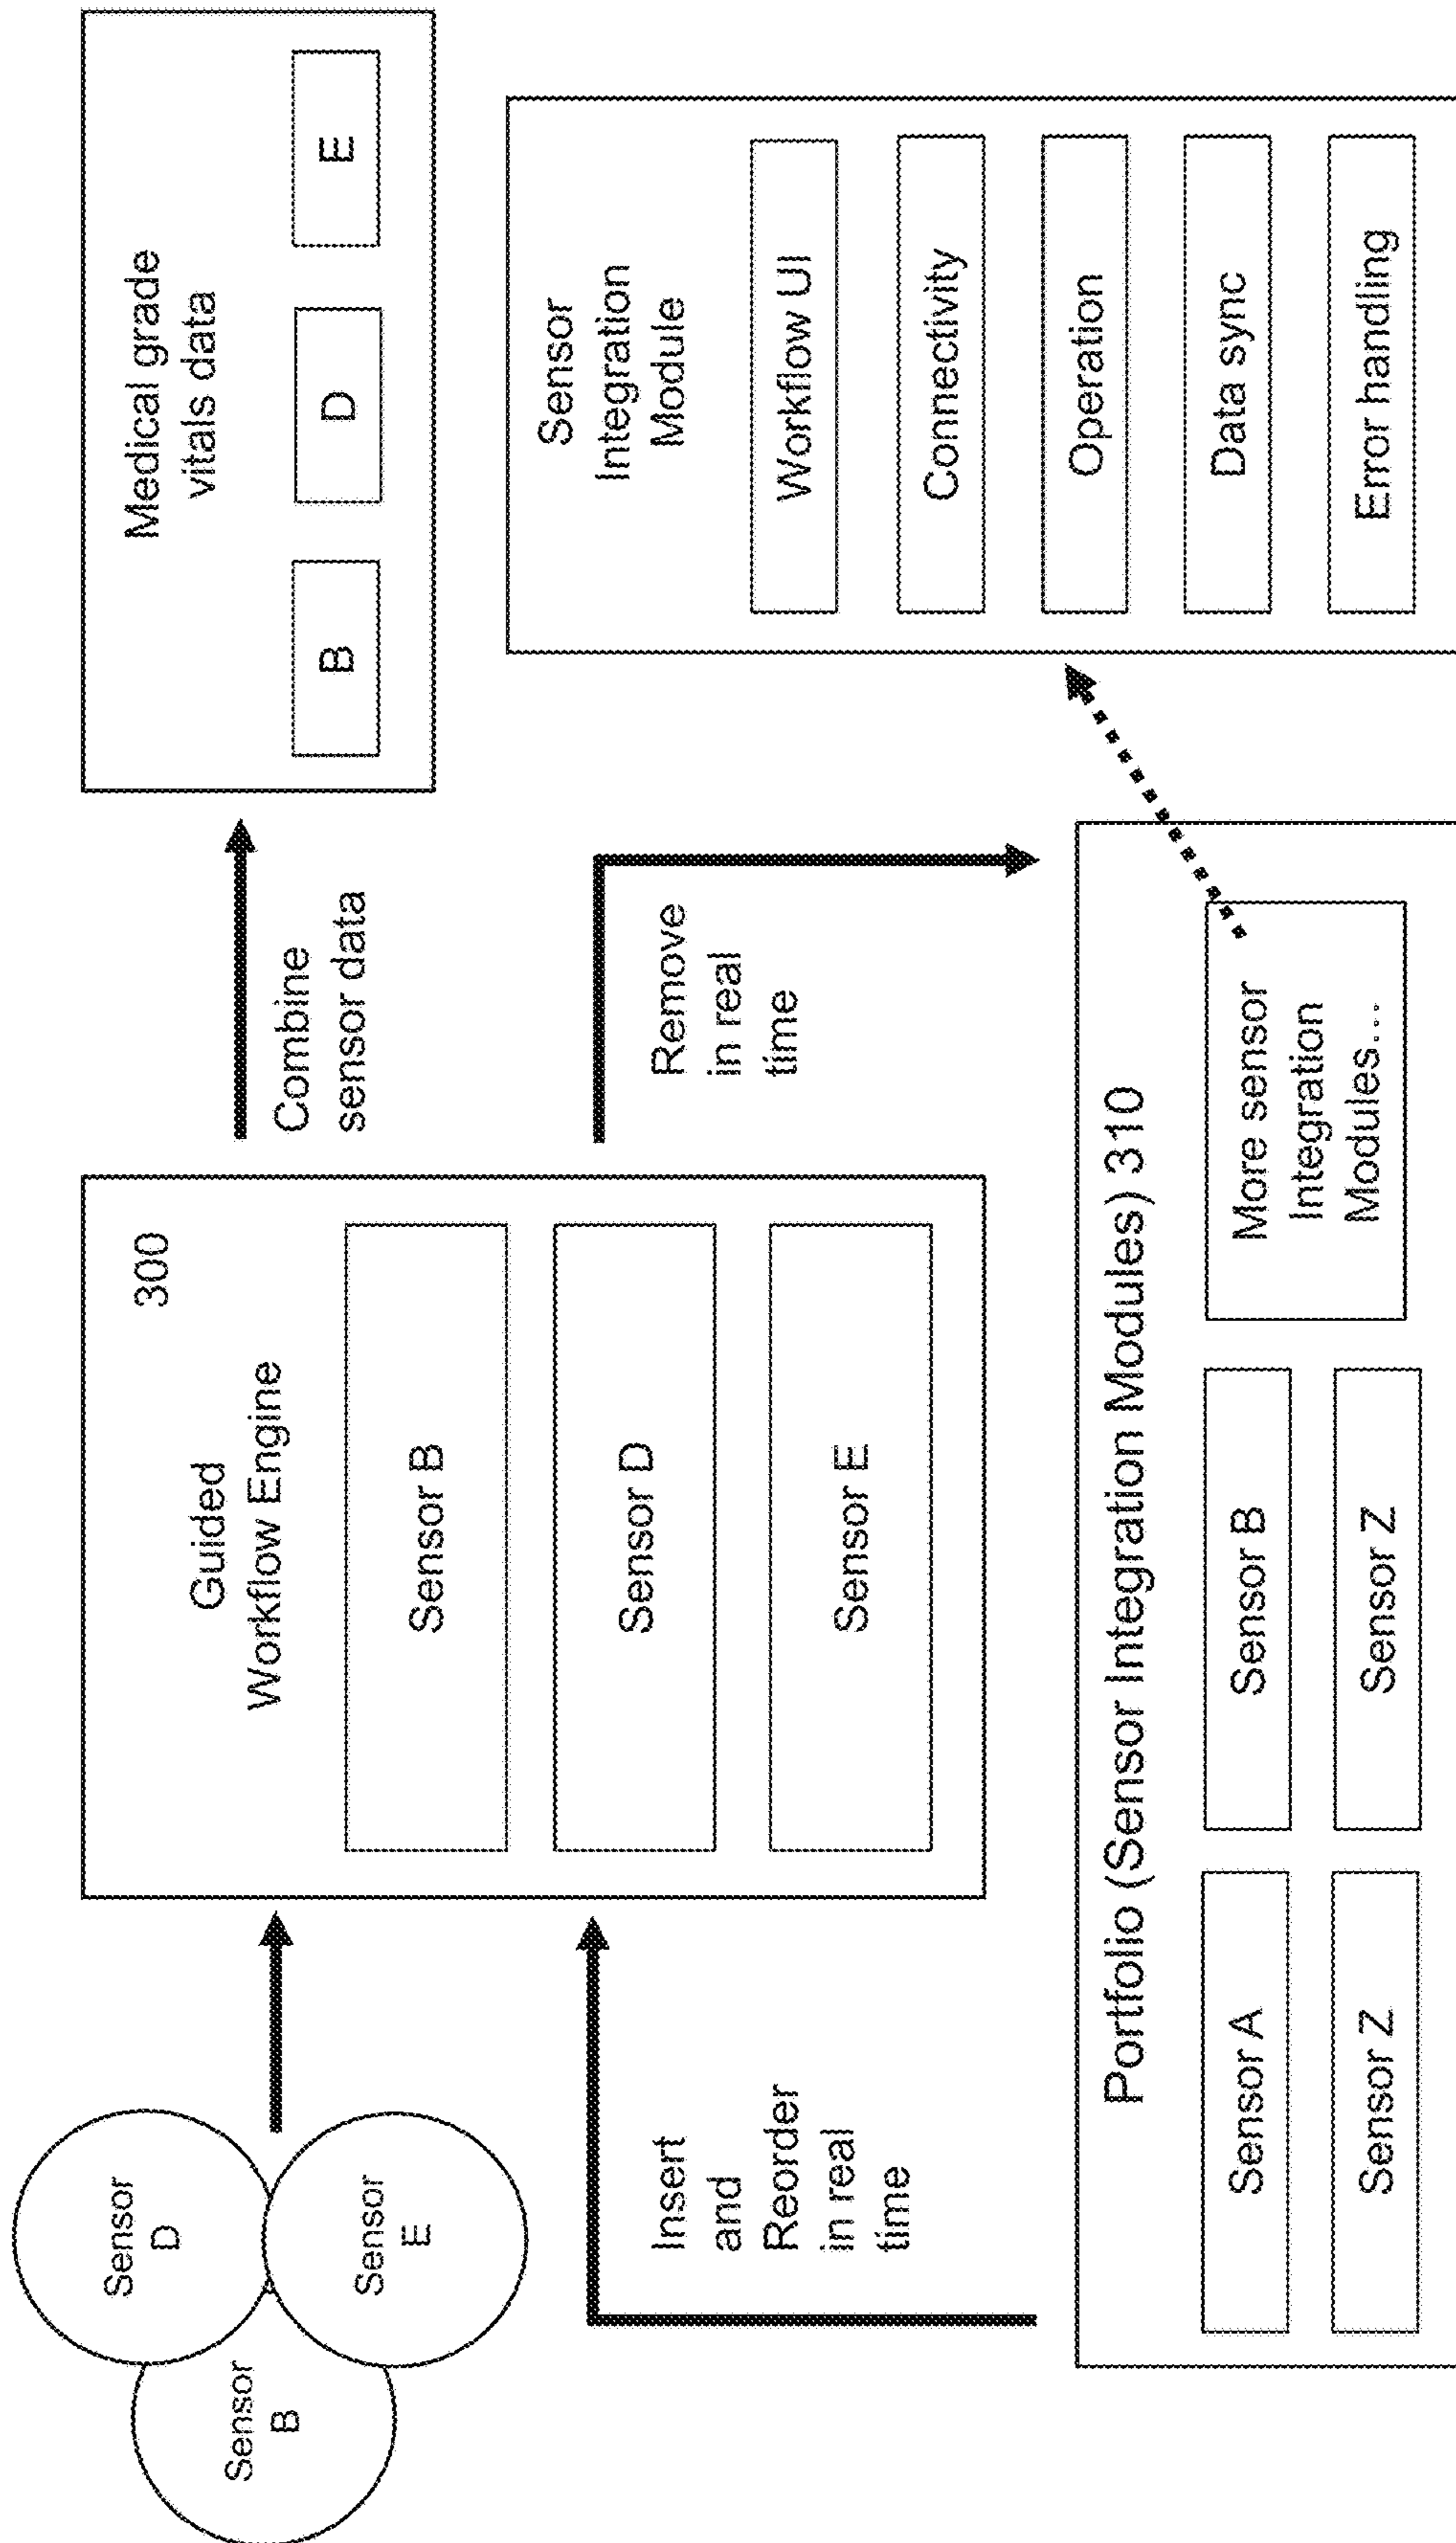 Sensor
D
Sensor
B
Sensor
E
Guided
Workflow Engine
300
Sensor B
Sensor D
Sensor E
Combine
sensor data
Medical grade
vitals data
B
D
E
Insert
and
Reorder
in real
time
Remove
in real
time
Portfolio (Sensor Integration Modules) 310
Sensor A
Sensor B
Sensor Z
Sensor Z
More sensor
Integration
Modules...
Sensor
Integration
Module
Workflow UI
Connectivity
Operation
Data sync
Error handling